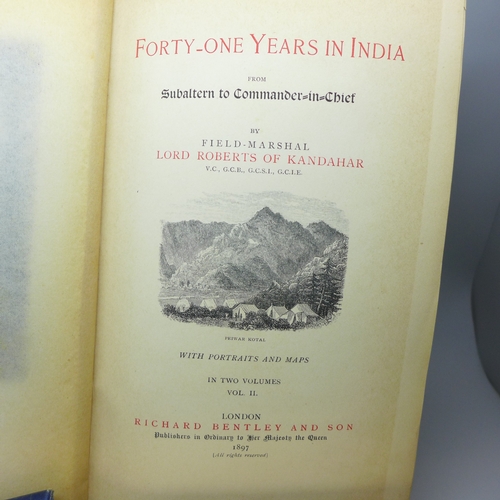 FORTY-ONE YEARS IN INDIA
FROM
Subaltern to Commander=in=Chief
BY
FIELD-MARSHAL
LORD ROBERTS OF KANDAHAR
V.C., G.C.B., G.C.S.I., G.C.I.E.
PEIWAR KOTAL
WITH PORTRAITS AND MAPS
IN TWO VOLUMES
VOL. II.
LONDON
RICHARD BENTLEY AND SON
Publishers in Ordinary to Her Majesty the Queen
1897
[All rights reserved]